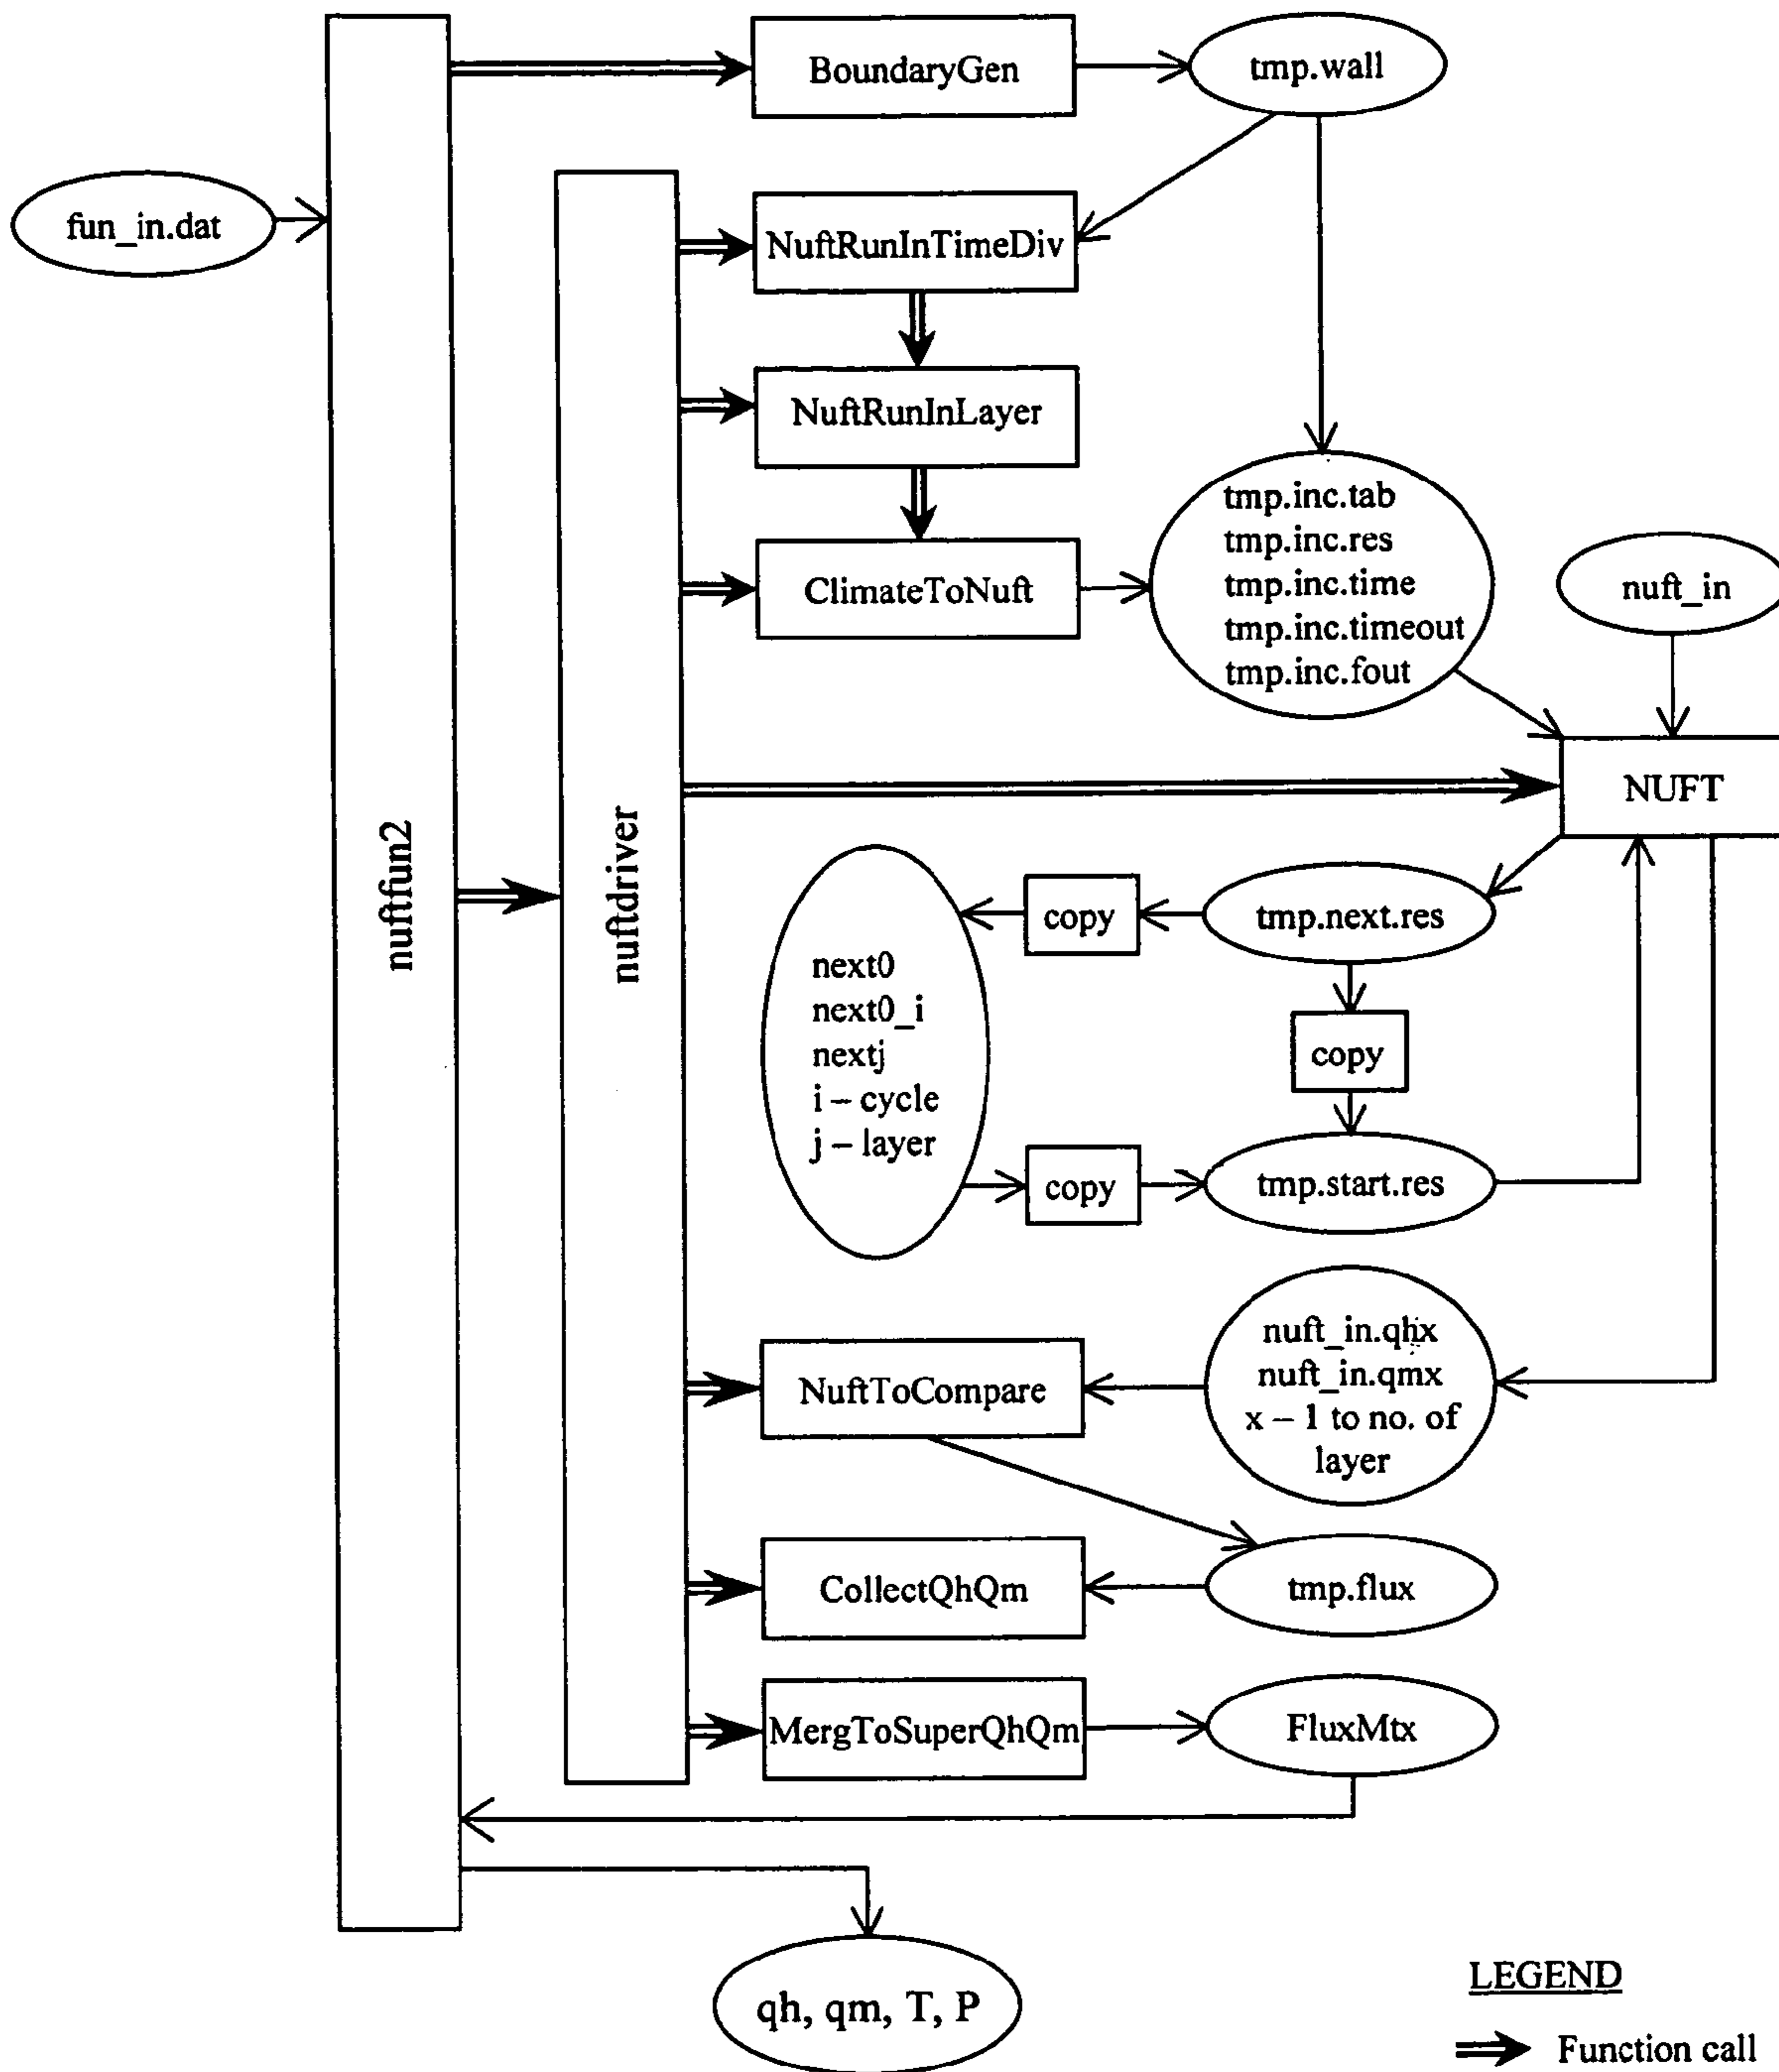 BoundaryGen
tmp.wall
fun_in.dat
NuftRunInTimeDiv
NuftRunInLayer
ClimateToNuft
tmp.inc.tab
tmp.inc.res
tmp.inc.time
tmp.inc.timeout
tmp.inc.fout
nuft_in
NUFT
nuftfun2
nuftdriver
copy
tmp.next.res
next0
next0_i
nextj
i – cycle
j – layer
copy
copy
tmp.start.res
NuftToCompare
nuft_in.qhx
nuft_in.qmx
x – 1 to no. of
layer
CollectQhQm
tmp.flux
MergToSuperQhQm
FluxMtx
qh, qm, T, P
LEGEND
Function call